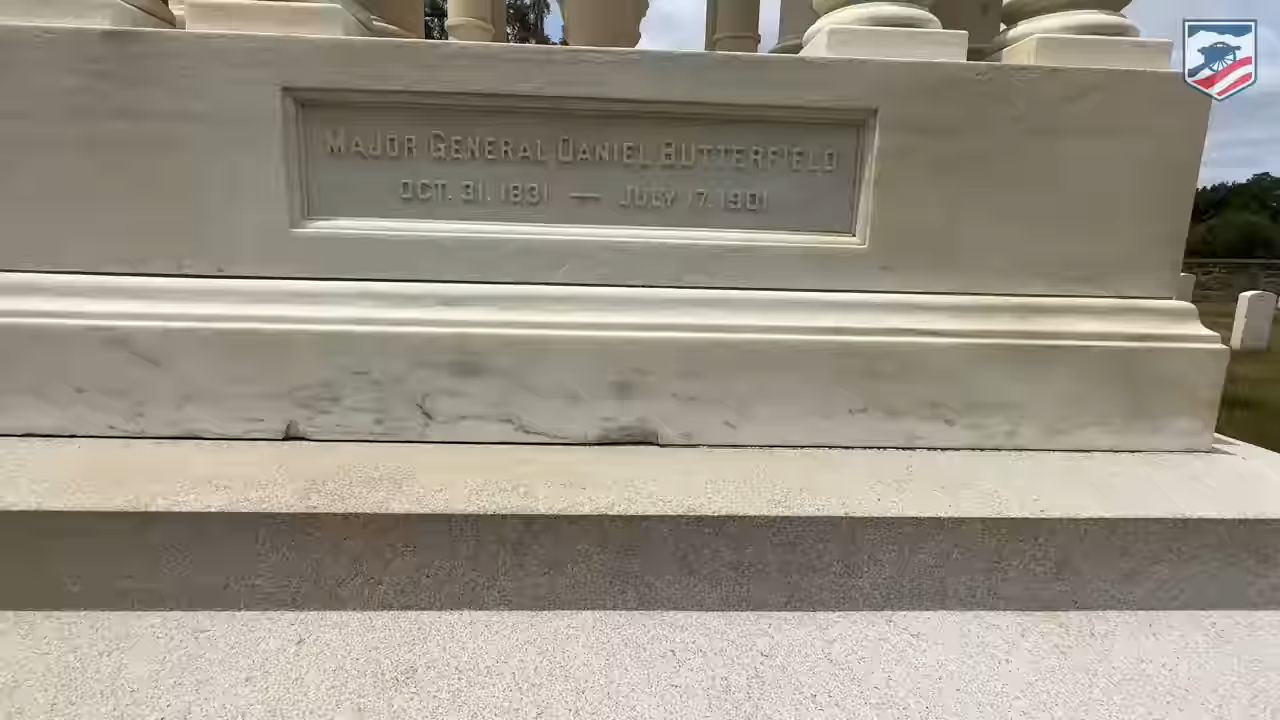 MAJOR GENERAL DANIEL BUTTERFIELD
OCT. 31. 1831 — JULY 17. 1901